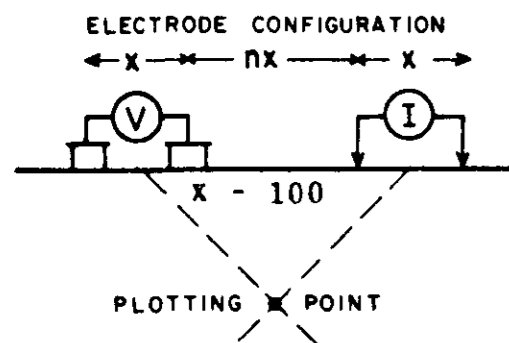 ELECTRODE CONFIGURATION
x nx x
V I
x - 100
PLOTTING POINT